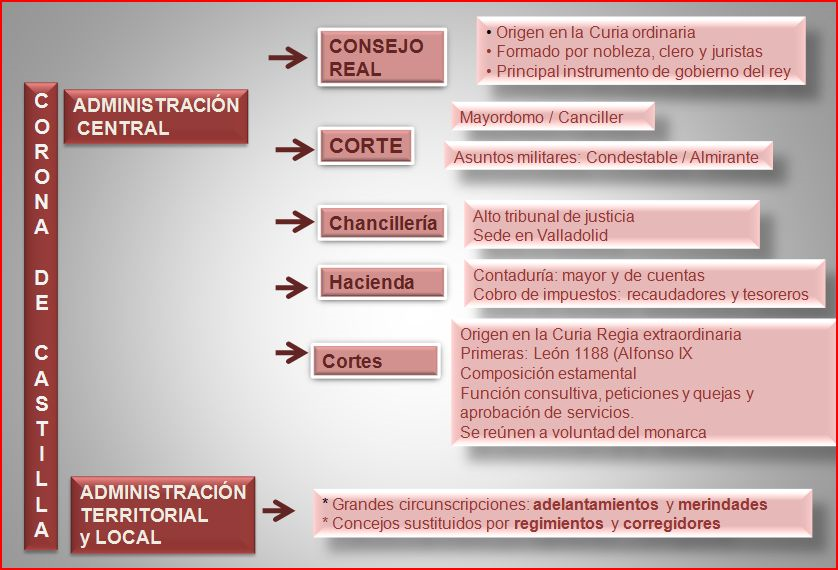 CORONA DE CASTILLA
ADMINISTRACIÓN
CENTRAL
CONSEJO
REAL
• Origen en la Curia ordinaria
• Formado por nobleza, clero y juristas
• Principal instrumento de gobierno del rey
CORTE
Mayordomo / Canciller
Asuntos militares: Condestable / Almirante
Chancillería
Alto tribunal de justicia
Sede en Valladolid
Hacienda
Contaduría: mayor y de cuentas
Cobro de impuestos: recaudadores y tesoreros
Cortes
Origen en la Curia Regia extraordinaria
Primeras: León 1188 (Alfonso IX
Composición estamental
Función consultiva, peticiones y quejas y
aprobación de servicios.
Se reúnen a voluntad del monarca
ADMINISTRACIÓN
TERRITORIAL
y LOCAL
* Grandes circunscripciones: adelantamientos y merindades
* Concejos sustituidos por regimientos y corregidores